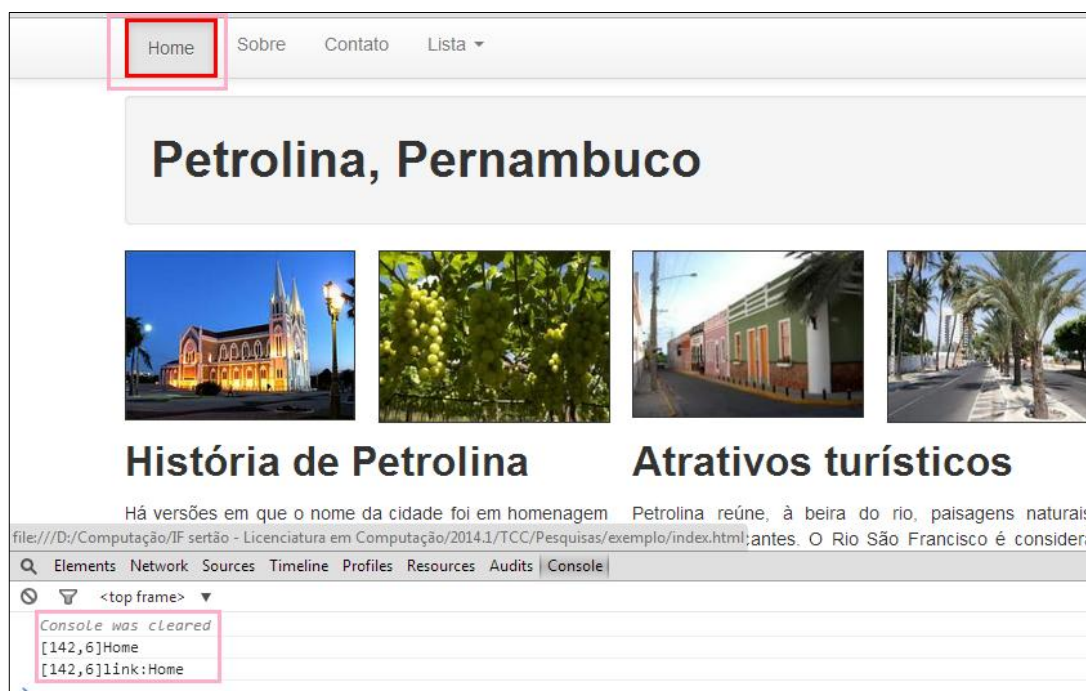 Home Sobre Contato Lista
Petrolina, Pernambuco
História de Petrolina
Há versões em que o nome da cidade foi em homenagem
Atrativos turísticos
Petrolina reúne, à beira do rio, paisagens naturais
cantes. O Rio São Francisco é
file:///D:/Computação/IF sertão - Licenciatura em Computação/2014.1/TCC/Pesquisas/exemplo/index.html
Elements Network Sources Timeline Profiles Resources Audits Console
<top frame>
Console was cleared
[142,6]Home
[142,6]link:Home